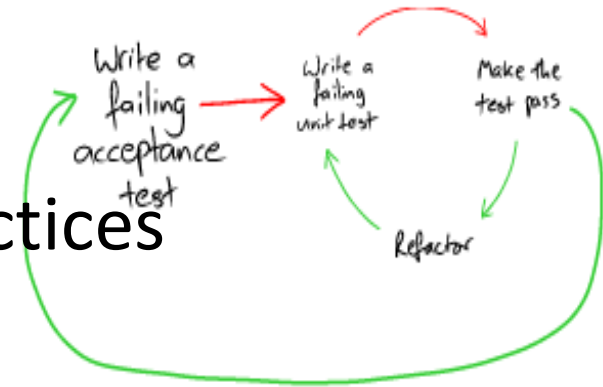 Write a
failing
acceptance
test
Write a
failing
unit test
Make the
test pass
Refactor
ctices